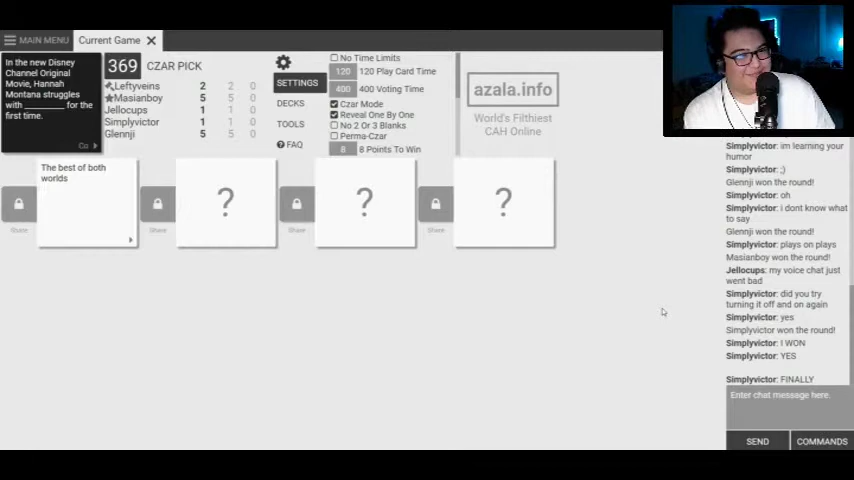 MAIN MENU
Current Game
In the new Disney
Channel Original
Movie, Hannah
Montana struggles
with ________ for the
first time.
369 CZAR PICK
Leftyveins 2 2 0
Masianboy 5 5 0
Jellocups 1 1 0
Simplyvictor 1 1 0
Glennji 5 5 0
SETTINGS
DECKS
TOOLS
FAQ
No Time Limits
120 120 Play Card Time
400 400 Voting Time
Czar Mode
Reveal One By One
No 2 Or 3 Blanks
Perma-Czar
8 8 Points To Win
azala.info
World's Filthiest
CAH Online
The best of both
worlds
?
?
?
Share
Share
Share
Share
Simplyvictor: im learning your
humor
Simplyvictor: ;)
Glennji won the round!
Simplyvictor: oh
Simplyvictor: i dont know what
to say
Glennji won the round!
Simplyvictor: plays on plays
Masianboy won the round!
Jellocups: my voice chat just
went bad
Simplyvictor: did you try
turning it off and on again
Simplyvictor: yes
Simplyvictor won the round!
Simplyvictor: I WON
Simplyvictor: YES
Simplyvictor: FINALLY
Enter chat message here.
SEND
COMMANDS